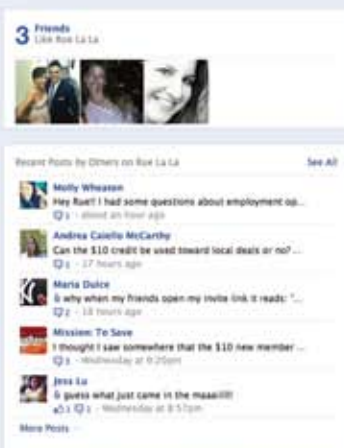 3 Friends
Like Rue La La
Recent Posts by Others on Rue La La See All
Molly Wheaton
Hey Rue!! I had some questions about employment op...
1 · about an hour ago
Andrea Calello McCarthy
Can the $10 credit be used toward local deals or no? ...
1 · 17 hours ago
Maria Dulce
& why when my friends open my invite link it reads: "...
2 · 18 hours ago
Mission: To Save
I thought I saw somewhere that the $10 new member ...
3 · Wednesday at 9:20pm
Jess Lu
& guess what just came in the maaaillll!
1 1 · Wednesday at 8:57pm
More Posts